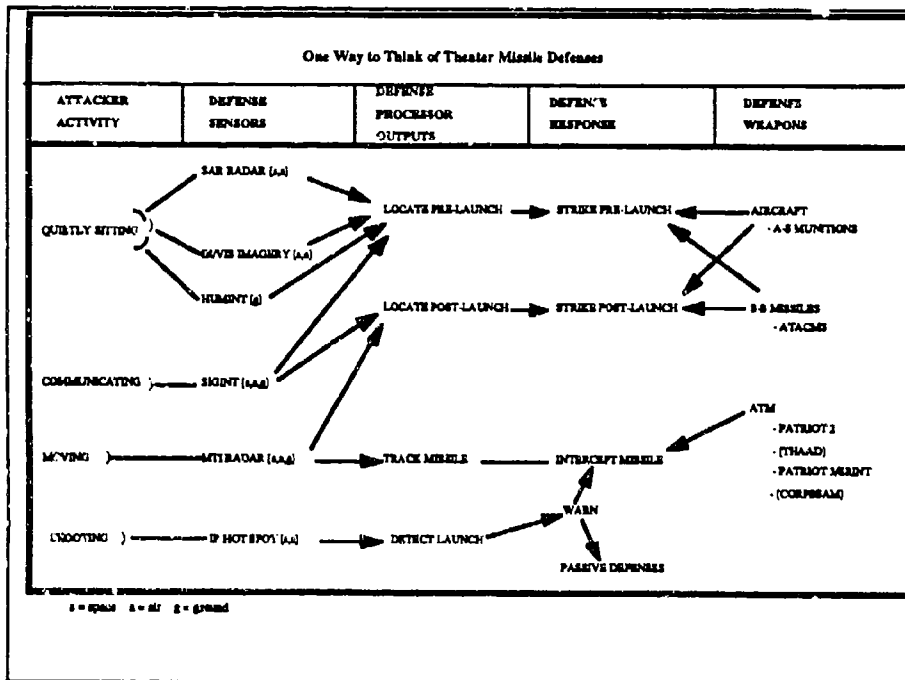 One Way to Think of Theater Missile Defenses
ATTACKER
ACTIVITY
DEFENSE
SENSORS
DEFENSE
PROCESSOR
OUTPUTS
DEFENSE
RESPONSE
DEFENSE
WEAPONS
QUIETLY SITTING
SAR RADAR (s,a)
IR/VIS IMAGERY (s,a)
HUMINT (g)
LOCATE PRE-LAUNCH
STRIKE PRE-LAUNCH
AIRCRAFT
- A-S MUNITIONS
LOCATE POST-LAUNCH
STRIKE POST-LAUNCH
S-S MISSILES
- ATACMS
COMMUNICATING
SIGINT (s,a,g)
MOVING
MTI RADAR (s,a,g)
TRACK MISSILE
INTERCEPT MISSILE
ATM
- PATRIOT 2
- (THAAD)
- PATRIOT
- (CORPSSAM)
SHOOTING
IR HOT SPOT (s,a)
DETECT LAUNCH
WARN
PASSIVE DEFENSES
s = space a = air g = ground